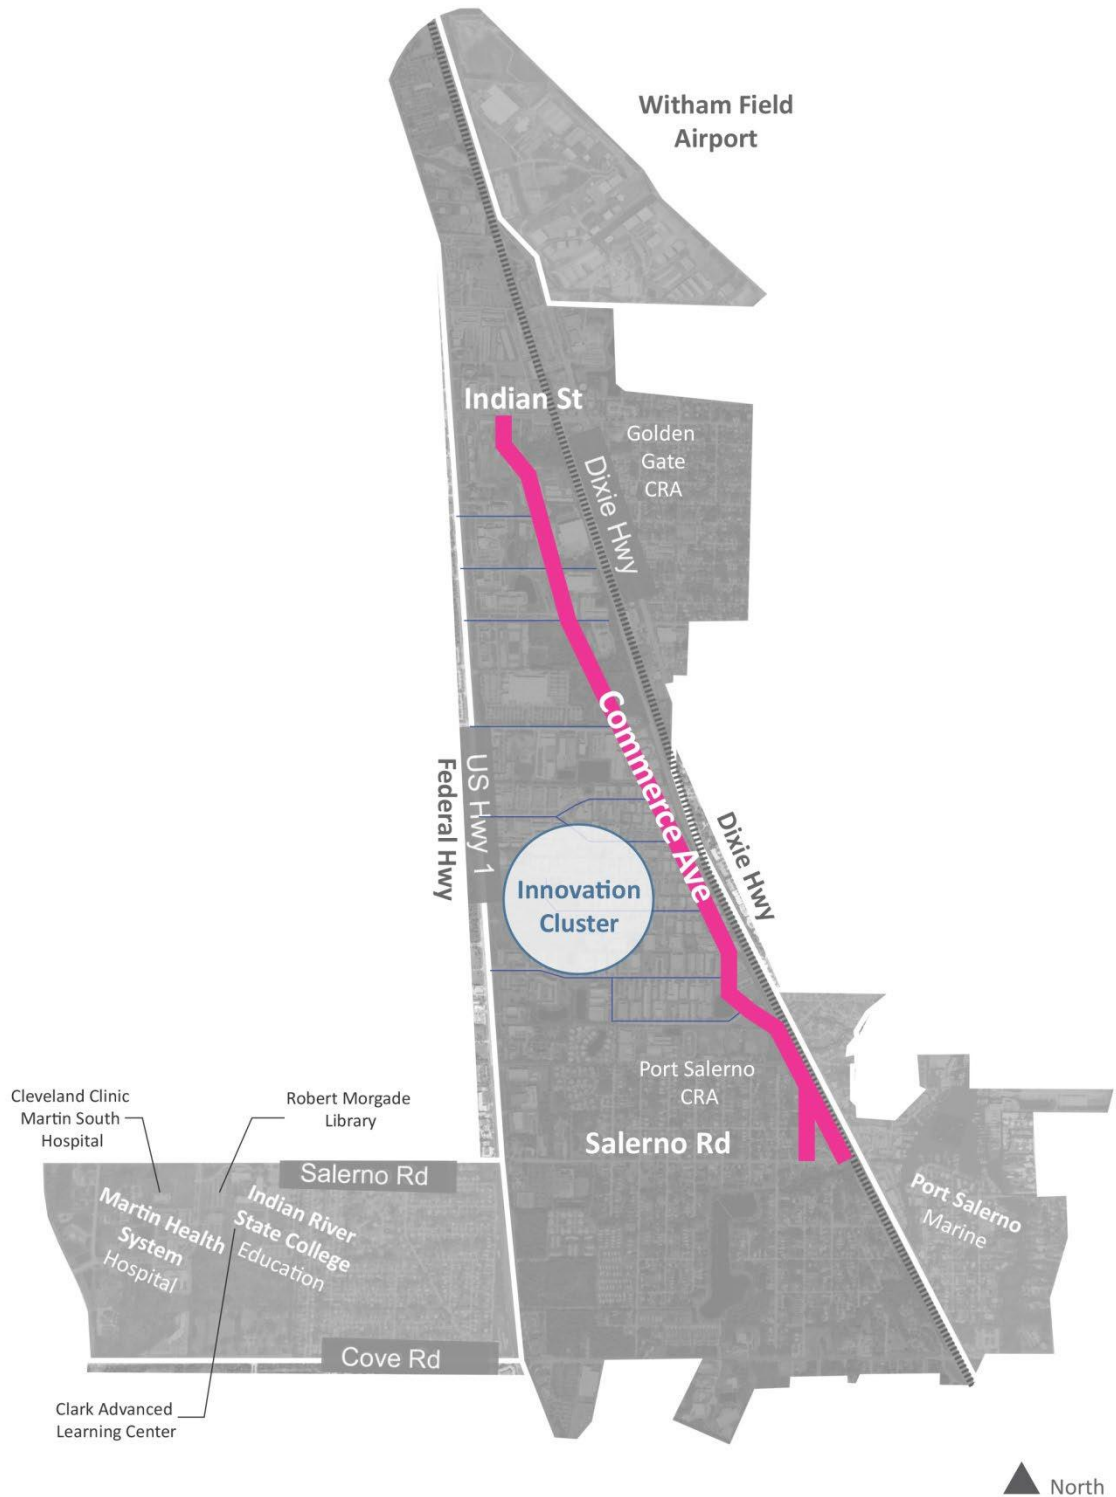 Witham Field
Airport
Indian St
Golden
Gate
CRA
Dixie Hwy
Commerce Ave
US Hwy 1
Federal Hwy
Dixie Hwy
Innovation
Cluster
Port Salerno
CRA
Salerno Rd
Cleveland Clinic
Martin South
Hospital
Robert Morgade
Library
Salerno Rd
Martin Health
System
Hospital
Indian River
State College
Education
Port Salerno
Marine
Cove Rd
Clark Advanced
Learning Center
North